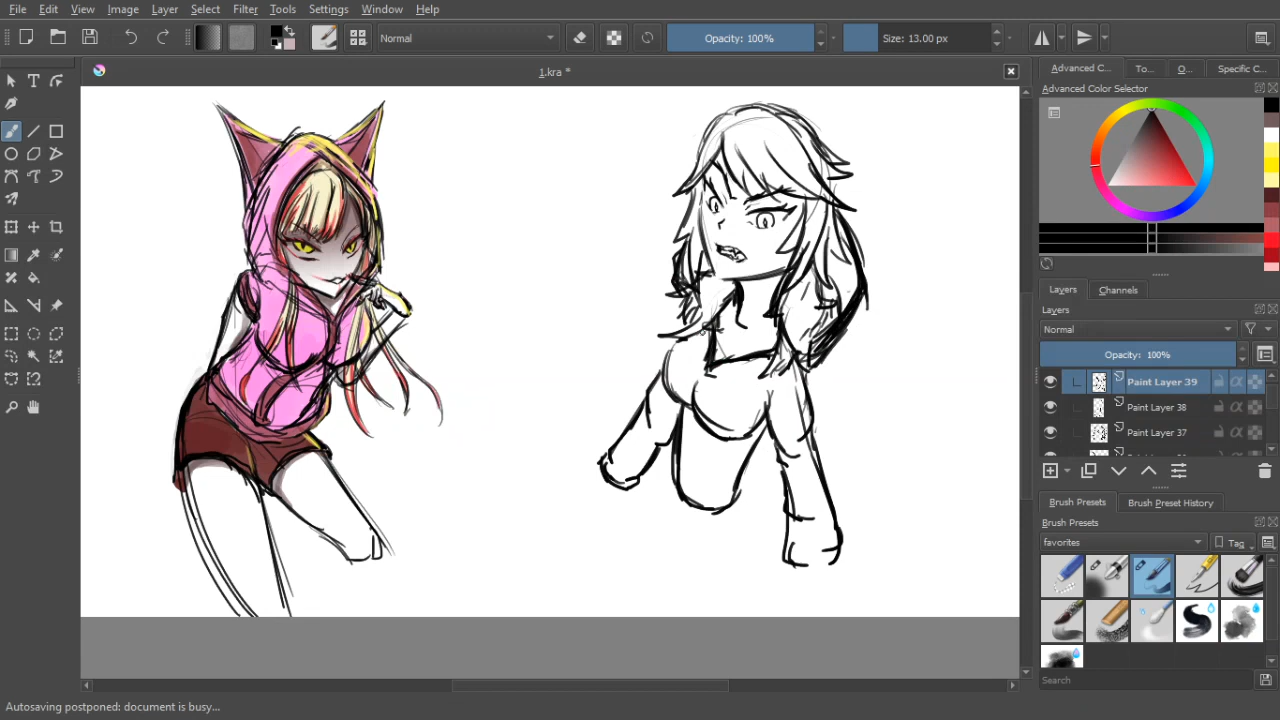 File Edit View Image Layer Select Filter Tools Settings Window Help
Normal Opacity: 100% Size: 13.00 px
1.kra *
Advanced C... To... O... Specific C...
Advanced Color Selector
Layers Channels
Layers
Normal
Opacity: 100%
Paint Layer 39
Paint Layer 38
Paint Layer 37
Brush Presets Brush Preset History
Brush Presets
favorites Tag
Search
Autosaving postponed: document is busy...